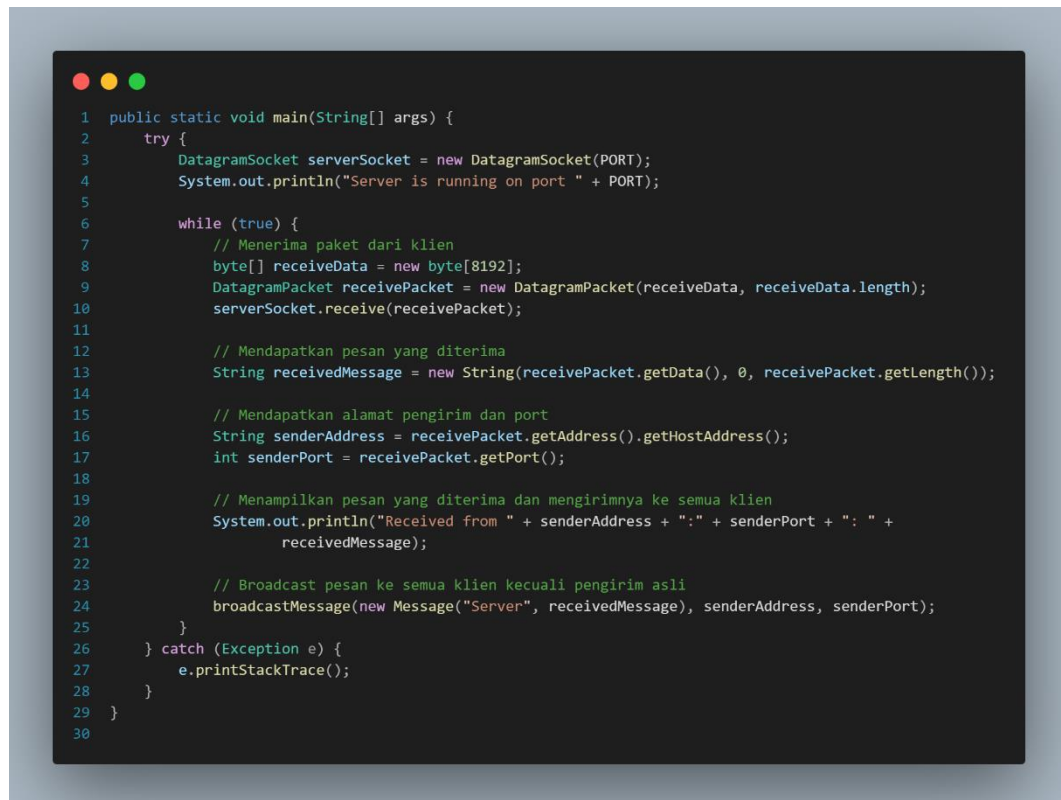 1 public static void main(String[] args) {
2     try {
3         DatagramSocket serverSocket = new DatagramSocket(PORT);
4         System.out.println("Server is running on port " + PORT);
5
6         while (true) {
7             // Menerima paket dari klien
8             byte[] receiveData = new byte[8192];
9             DatagramPacket receivePacket = new DatagramPacket(receiveData, receiveData.length);
10             serverSocket.receive(receivePacket);
11
12             // Mendapatkan pesan yang diterima
13             String receivedMessage = new String(receivePacket.getData(), 0, receivePacket.getLength());
14
15             // Mendapatkan alamat pengirim dan port
16             String senderAddress = receivePacket.getAddress().getHostAddress();
17             int senderPort = receivePacket.getPort();
18
19             // Menampilkan pesan yang diterima dan mengirimnya ke semua klien
20             System.out.println("Received from " + senderAddress + ":" + senderPort + ": " +
21                     receivedMessage);
22
23             // Broadcast pesan ke semua klien kecuali pengirim asli
24             broadcastMessage(new Message("Server", receivedMessage), senderAddress, senderPort);
25         }
26     } catch (Exception e) {
27         e.printStackTrace();
28     }
29 }
30